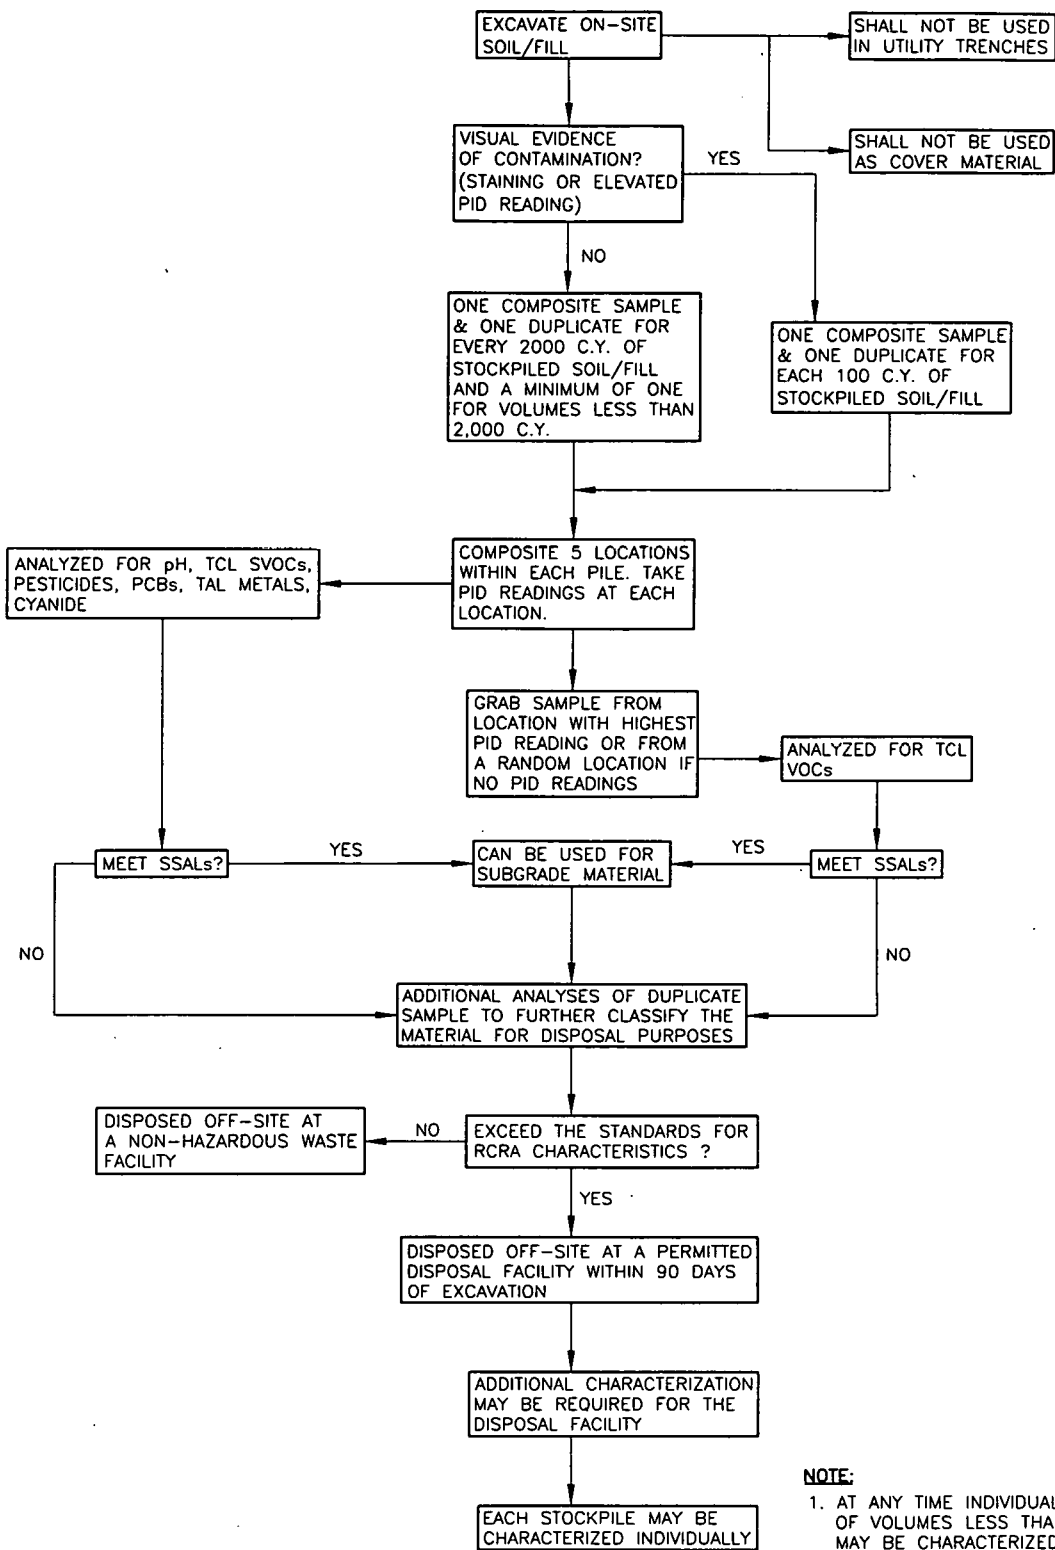 EXCAVATE ON-SITE
SOIL/FILL
SHALL NOT BE USED
IN UTILITY TRENCHES
SHALL NOT BE USED
AS COVER MATERIAL
VISUAL EVIDENCE
OF CONTAMINATION?
(STAINING OR ELEVATED
PID READING)
YES
NO
ONE COMPOSITE SAMPLE
& ONE DUPLICATE FOR
EVERY 2000 C.Y. OF
STOCKPILED SOIL/FILL
AND A MINIMUM OF ONE
FOR VOLUMES LESS THAN
2,000 C.Y.
ONE COMPOSITE SAMPLE
& ONE DUPLICATE FOR
EACH 100 C.Y. OF
STOCKPILED SOIL/FILL
ANALYZED FOR pH, TCL SVOCs,
PESTICIDES, PCBs, TAL METALS,
CYANIDE
COMPOSITE 5 LOCATIONS
WITHIN EACH PILE. TAKE
PID READINGS AT EACH
LOCATION.
GRAB SAMPLE FROM
LOCATION WITH HIGHEST
PID READING OR FROM
A RANDOM LOCATION IF
NO PID READINGS
ANALYZED FOR TCL
VOCs
MEET SSALs?
YES
CAN BE USED FOR
SUBGRADE MATERIAL
YES
MEET SSALs?
NO
NO
ADDITIONAL ANALYSES OF DUPLICATE
SAMPLE TO FURTHER CLASSIFY THE
MATERIAL FOR DISPOSAL PURPOSES
DISPOSED OFF-SITE AT
A NON-HAZARDOUS WASTE
FACILITY
NO
EXCEED THE STANDARDS FOR
RCRA CHARACTERISTICS ?
YES
DISPOSED OFF-SITE AT A PERMITTED
DISPOSAL FACILITY WITHIN 90 DAYS
OF EXCAVATION
ADDITIONAL CHARACTERIZATION
MAY BE REQUIRED FOR THE
DISPOSAL FACILITY
EACH STOCKPILE MAY BE
CHARACTERIZED INDIVIDUALLY
NOTE:
1. AT ANY TIME INDIVIDUAL
OF VOLUMES LESS
MAY BE CHARACTERIZED